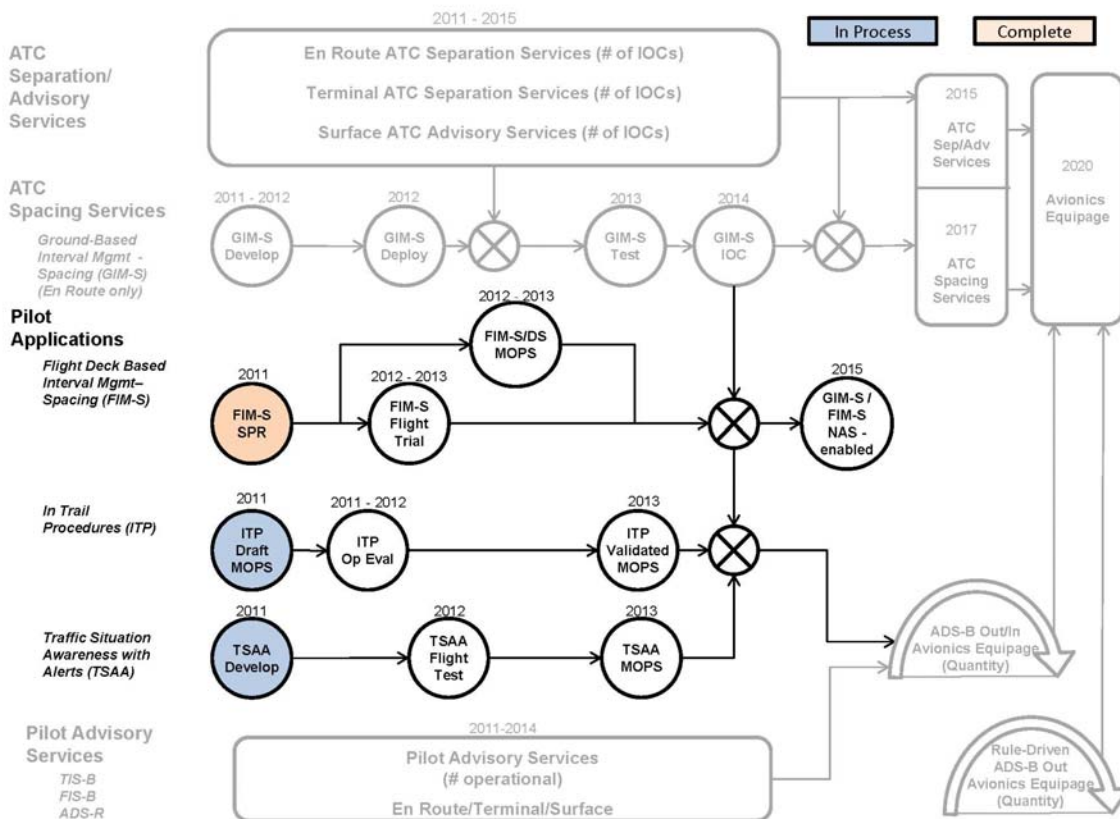 2011 - 2015
In Process
Complete
ATC
Separation/
Advisory
Services
En Route ATC Separation Services (# of IOCs)
Terminal ATC Separation Services (# of IOCs)
Surface ATC Advisory Services (# of IOCs)
2015
ATC
Sep/Adv
Services
2020
Avionics
Equipage
2017
ATC
Spacing
Services
ATC
Spacing Services
Ground-Based
Interval Mgmt -
Spacing (GIM-S)
(En Route only)
2011 - 2012
GIM-S
Develop
2012
GIM-S
Deploy
2013
GIM-S
Test
2014
GIM-S
IOC
Pilot
Applications
Flight Deck Based
Interval Mgmt–
Spacing (FIM-S)
2011
FIM-S
SPR
2012 - 2013
FIM-S/DS
MOPS
2012 - 2013
FIM-S
Flight
Trial
2015
GIM-S /
FIM-S
NAS -
enabled
In Trail
Procedures (ITP)
2011
ITP
Draft
MOPS
2011 - 2012
ITP
Op Eval
2013
ITP
Validated
MOPS
Traffic Situation
Awareness with
Alerts (TSAA)
2011
TSAA
Develop
2012
TSAA
Flight
Test
2013
TSAA
MOPS
ADS-B Out/In
Avionics Equipage
(Quantity)
Pilot Advisory
Services
TIS-B
FIS-B
ADS-R
2011-2014
Pilot Advisory Services
(# operational)
En Route/Terminal/Surface
Rule-Driven
ADS-B Out
Avionics Equipage
(Quantity)